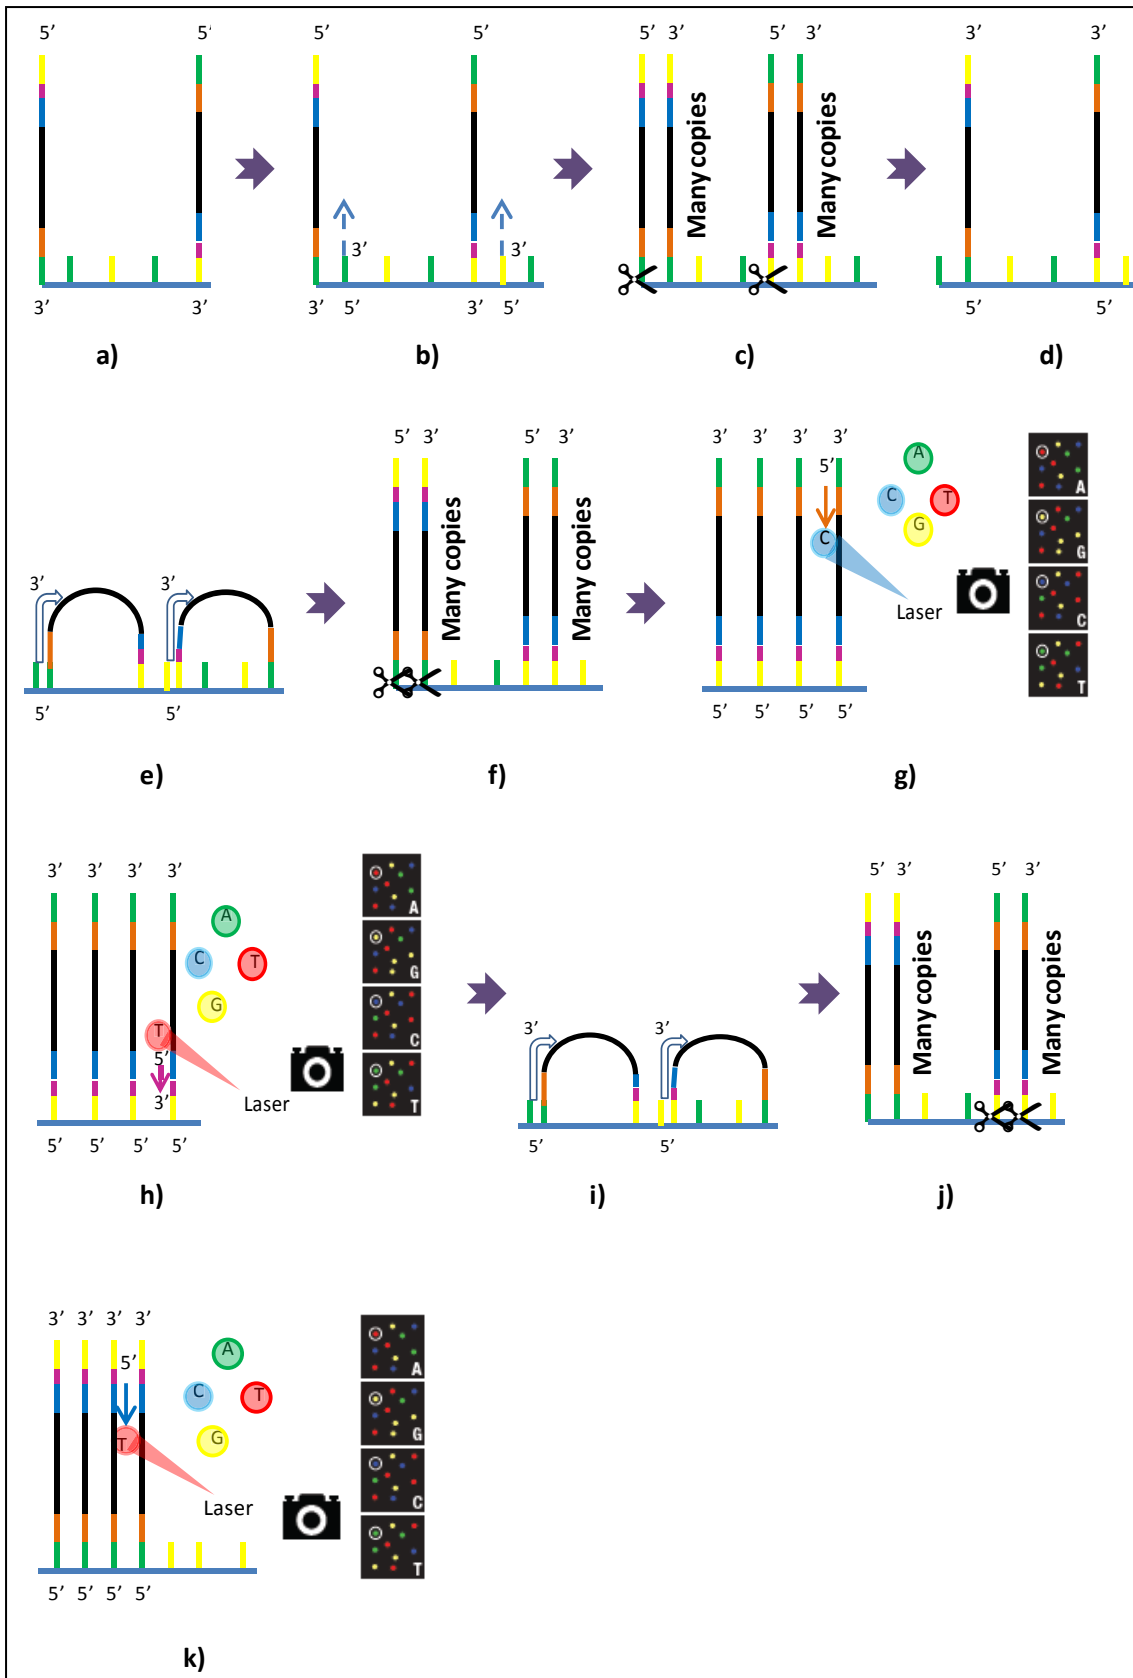 5’ 5’ 5’ 5’ 5’ 3’ 5’ 3’ 3’ 3’
Many copies
Many copies
3’ 3’
3’ 3’ 3’ 5’ 3’ 5’ 5’ 5’
a) b) c) d)
5’ 3’ 5’ 3’ 3’ 3’ 3’ 3’
5’
A
C T
G
C
Many copies
Many copies
Laser
A
G
C
T
3’ 3’
5’ 5’ 5’ 5’ 5’ 5’
e) f) g)
3’ 3’ 3’ 3’
A
C T
G
T
5’
3’
Laser
A
G
C
T
5’ 5’ 5’ 5’
3’ 3’
5’ 5’
5’ 3’ 5’ 3’
Many copies
Many copies
h) i) j)
3’ 3’ 3’ 3’
5’
A
C T
G
T
Laser
A
G
C
T
5’ 5’ 5’ 5’
k)